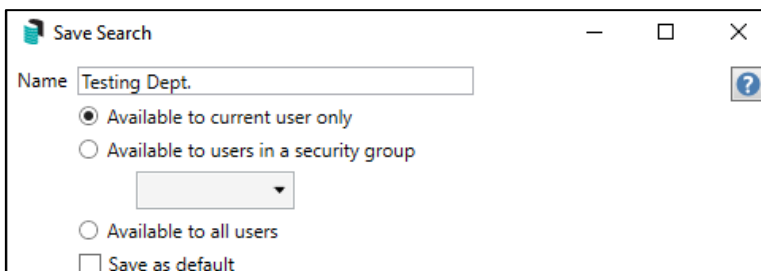 Save Search
Name Testing Dept.
Available to current user only
Available to users in a security group
Available to all users
Save as default